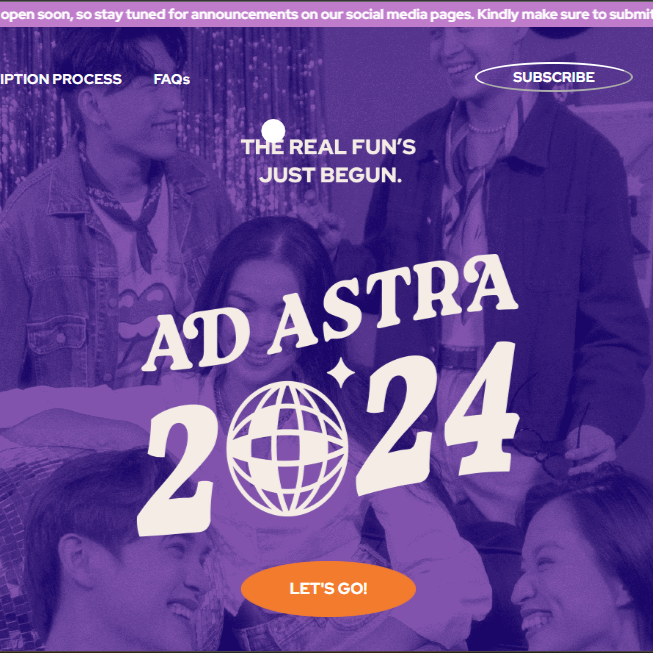 open soon, so stay tuned for announcements on our social media pages. Kindly make sure to submit
IPTION PROCESS FAQs SUBSCRIBE
THE REAL FUN'S
JUST BEGUN.
AD ASTRA
2024
LET'S GO!